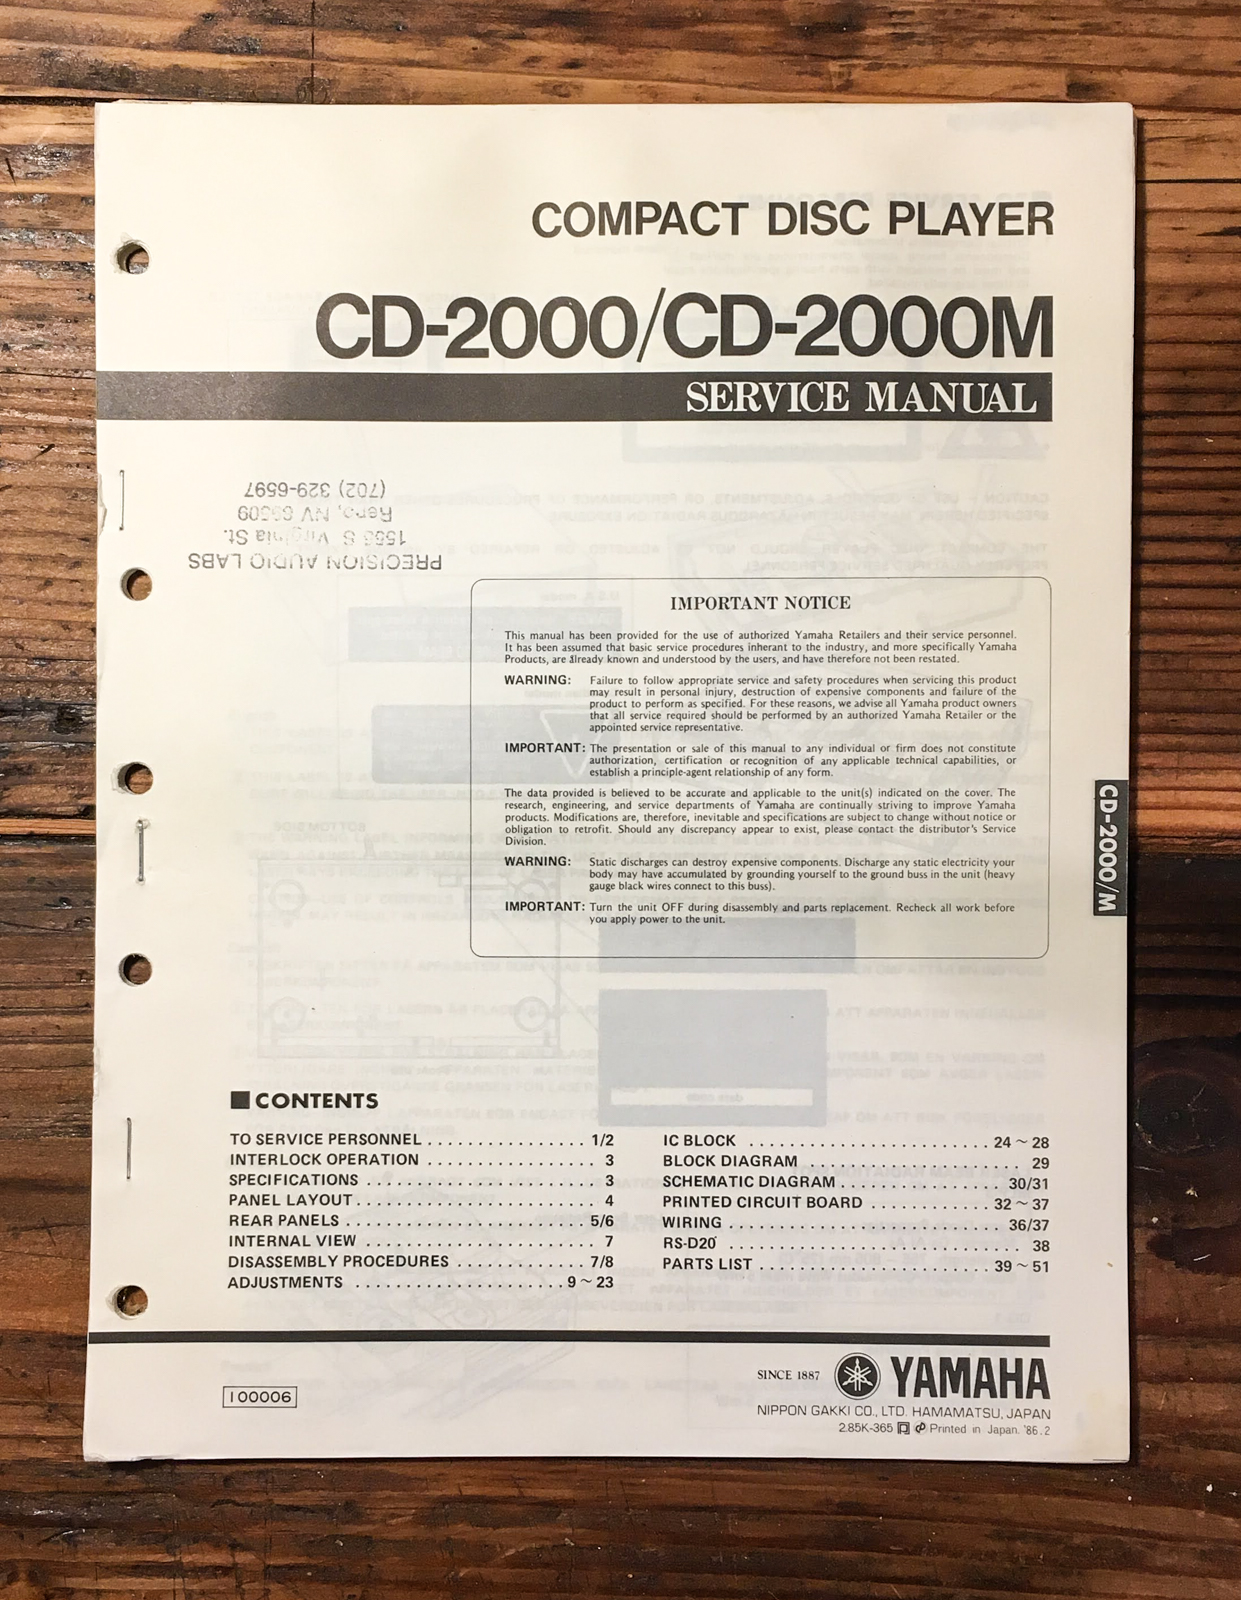 COMPACT DISC PLAYER
CD-2000/CD-2000M
SERVICE MANUAL
PRECISION AUDIO LABS
Virginia St.
Reno, NV
(702) 329-6597
IMPORTANT NOTICE
This manual has been provided for the use of authorized Yamaha Retailers and their service personnel.
It has been assumed that basic service procedures inherant to the industry, and more specifically Yamaha
Products, are already known and understood by the users, and have therefore not been restated.
WARNING: Failure to follow appropriate service and safety procedures when servicing this product
may result in personal injury, destruction of expensive components and failure of the
product to perform as specified. For these reasons, we advise all Yamaha product owners
that all service required should be performed by an authorized Yamaha Retailer or the
appointed service representative.
IMPORTANT: The presentation or sale of this manual to any individual or firm does not constitute
authorization, certification or recognition of any applicable technical capabilities, or
establish a principle-agent relationship of any form.
The data provided is believed to be accurate and applicable to the unit(s) indicated on the cover. The
research, engineering, and service departments of Yamaha are continually striving to improve Yamaha
products. Modifications are, therefore, inevitable and specifications are subject to change without notice or
obligation to retrofit. Should any discrepancy appear to exist, please contact the distributor's Service
Division.
WARNING: Static discharges can destroy expensive components. Discharge any static electricity your
body may have accumulated by grounding yourself to the ground buss in the unit (heavy
gauge black wires connect to this buss).
IMPORTANT: Turn the unit OFF during disassembly and parts replacement. Recheck all work before
you apply power to the unit.
CD-2000/M
■ CONTENTS
TO SERVICE PERSONNEL ................ 1/2
INTERLOCK OPERATION .................. 3
SPECIFICATIONS ........................ 3
PANEL LAYOUT ......................... 4
REAR PANELS ......................... 5/6
INTERNAL VIEW ........................ 7
DISASSEMBLY PROCEDURES ............. 7/8
ADJUSTMENTS ..................... 9 ~ 23
IC BLOCK ........................ 24 ~ 28
BLOCK DIAGRAM ...................... 29
SCHEMATIC DIAGRAM ................. 30/31
PRINTED CIRCUIT BOARD ............ 32 ~ 37
WIRING ............................ 36/37
RS-D20 .............................. 38
PARTS LIST ....................... 39 ~ 51
100006
SINCE 1887 YAMAHA
NIPPON GAKKI CO., LTD. HAMAMATSU, JAPAN
2.85K-365 Printed in Japan. '86.2